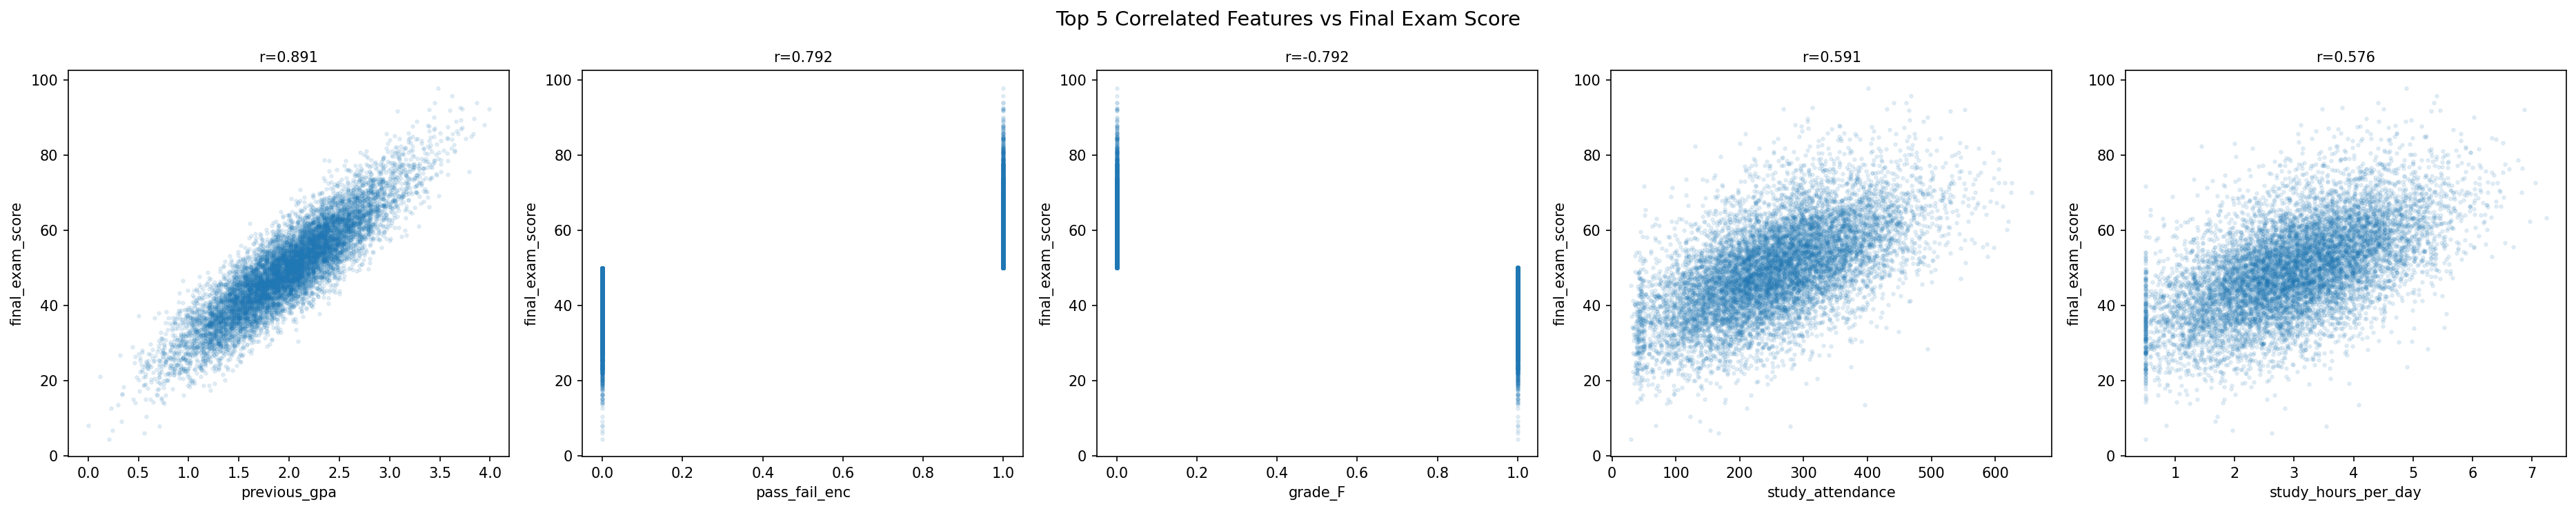 Top 5 Correlated Features vs Final Exam Score
r=0.891
100
80
60
40
20
0
final_exam_score
0.0 0.5 1.0 1.5 2.0 2.5 3.0 3.5 4.0
previous_gpa
r=0.792
100
80
60
40
20
0
final_exam_score
0.0 0.2 0.4 0.6 0.8 1.0
pass_fail_enc
r=-0.792
100
80
60
40
20
0
final_exam_score
0.0 0.2 0.4 0.6 0.8 1.0
grade_F
r=0.591
100
80
60
40
20
0
final_exam_score
0 100 200 300 400 500 600
study_attendance
r=0.576
100
80
60
40
20
0
final_exam_score
1 2 3 4 5 6 7
study_hours_per_day